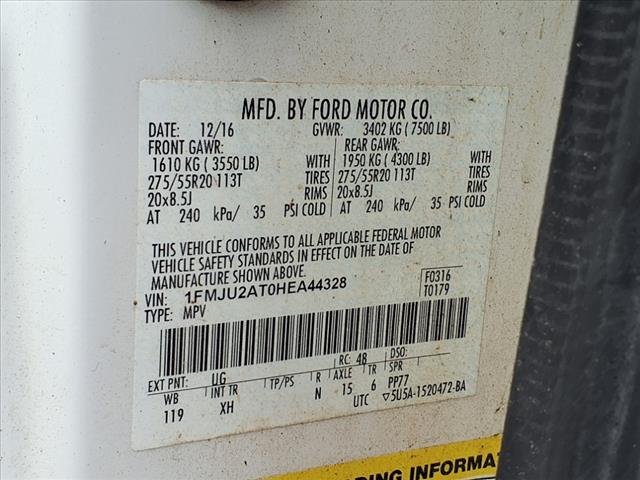 MFD. BY FORD MOTOR CO.
DATE: 12/16 GVWR: 3402 KG ( 7500 LB)
FRONT GAWR: REAR GAWR:
1610 KG ( 3550 LB) WITH 1950 KG ( 4300 LB) WITH
275/55R20 113T TIRES 275/55R20 113T TIRES
20x8.5J RIMS 20x8.5J RIMS
AT 240 kPa/ 35 PSI COLD AT 240 kPa/ 35 PSI COLD
THIS VEHICLE CONFORMS TO ALL APPLICABLE FEDERAL MOTOR
VEHICLE SAFETY STANDARDS IN EFFECT ON THE DATE OF
MANUFACTURE SHOWN ABOVE.
VIN: 1FMJU2AT0HEA44328 F0316
TYPE: MPV T0179
EXT PNT: UG RC: 48 DSO:
WB INT TR TP/PS R AXLE TR SPR
119 XH N 15 6 PP77
UTC ▽5U5A-1520472-BA
DING INFORMA